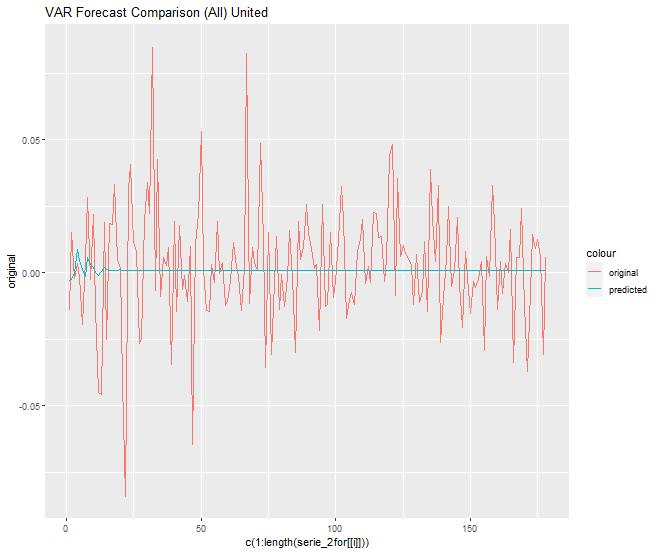 VAR Forecast Comparison (All) United
original
0.05
0.00
-0.05
0
50
100
150
c(1:length(serie_2for[[i]]))
colour
original
predicted